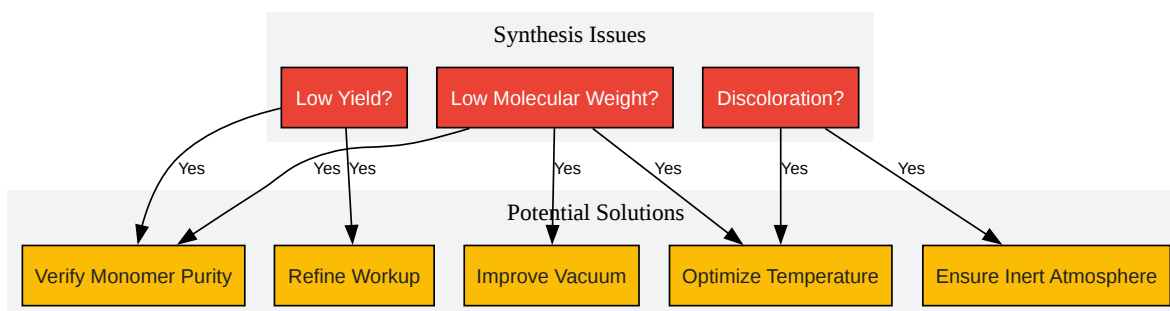 Synthesis Issues
Low Yield?
Low Molecular Weight?
Discoloration?
Yes
Yes
Yes
Yes
Yes
Yes
Yes
Potential Solutions
Verify Monomer Purity
Refine Workup
Improve Vacuum
Optimize Temperature
Ensure Inert Atmosphere